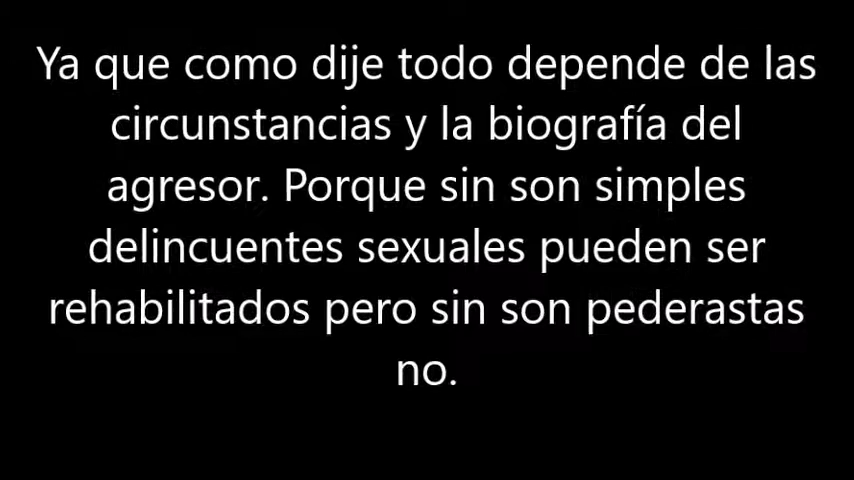 Ya que como dije todo depende de las
circunstancias y la biografía del
agresor. Porque sin son simples
delincuentes sexuales pueden ser
rehabilitados pero sin son pederastas
no.